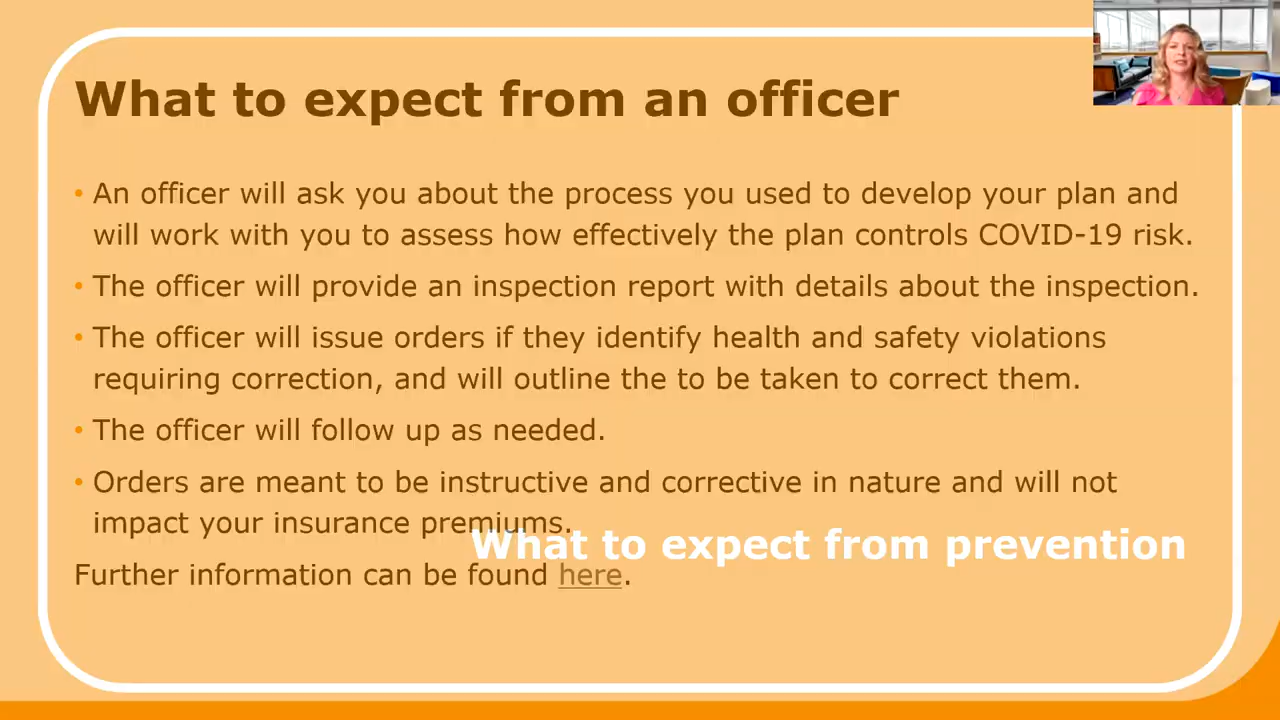 What to expect from an officer
• An officer will ask you about the process you used to develop your plan and
will work with you to assess how effectively the plan controls COVID-19 risk.
• The officer will provide an inspection report with details about the inspection.
• The officer will issue orders if they identify health and safety violations
requiring correction, and will outline the to be taken to correct them.
• The officer will follow up as needed.
• Orders are meant to be instructive and corrective in nature and will not
impact your insurance premiums.
What to expect from prevention
Further information can be found here.